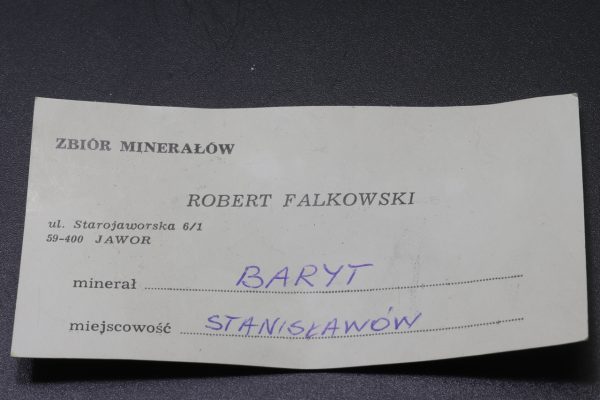 ZBIÓR MINERAŁÓW
ROBERT FALKOWSKI
ul. Starojaworska 6/1
59-400 JAWOR
minerał BARYT
miejscowość STANISŁAWÓW